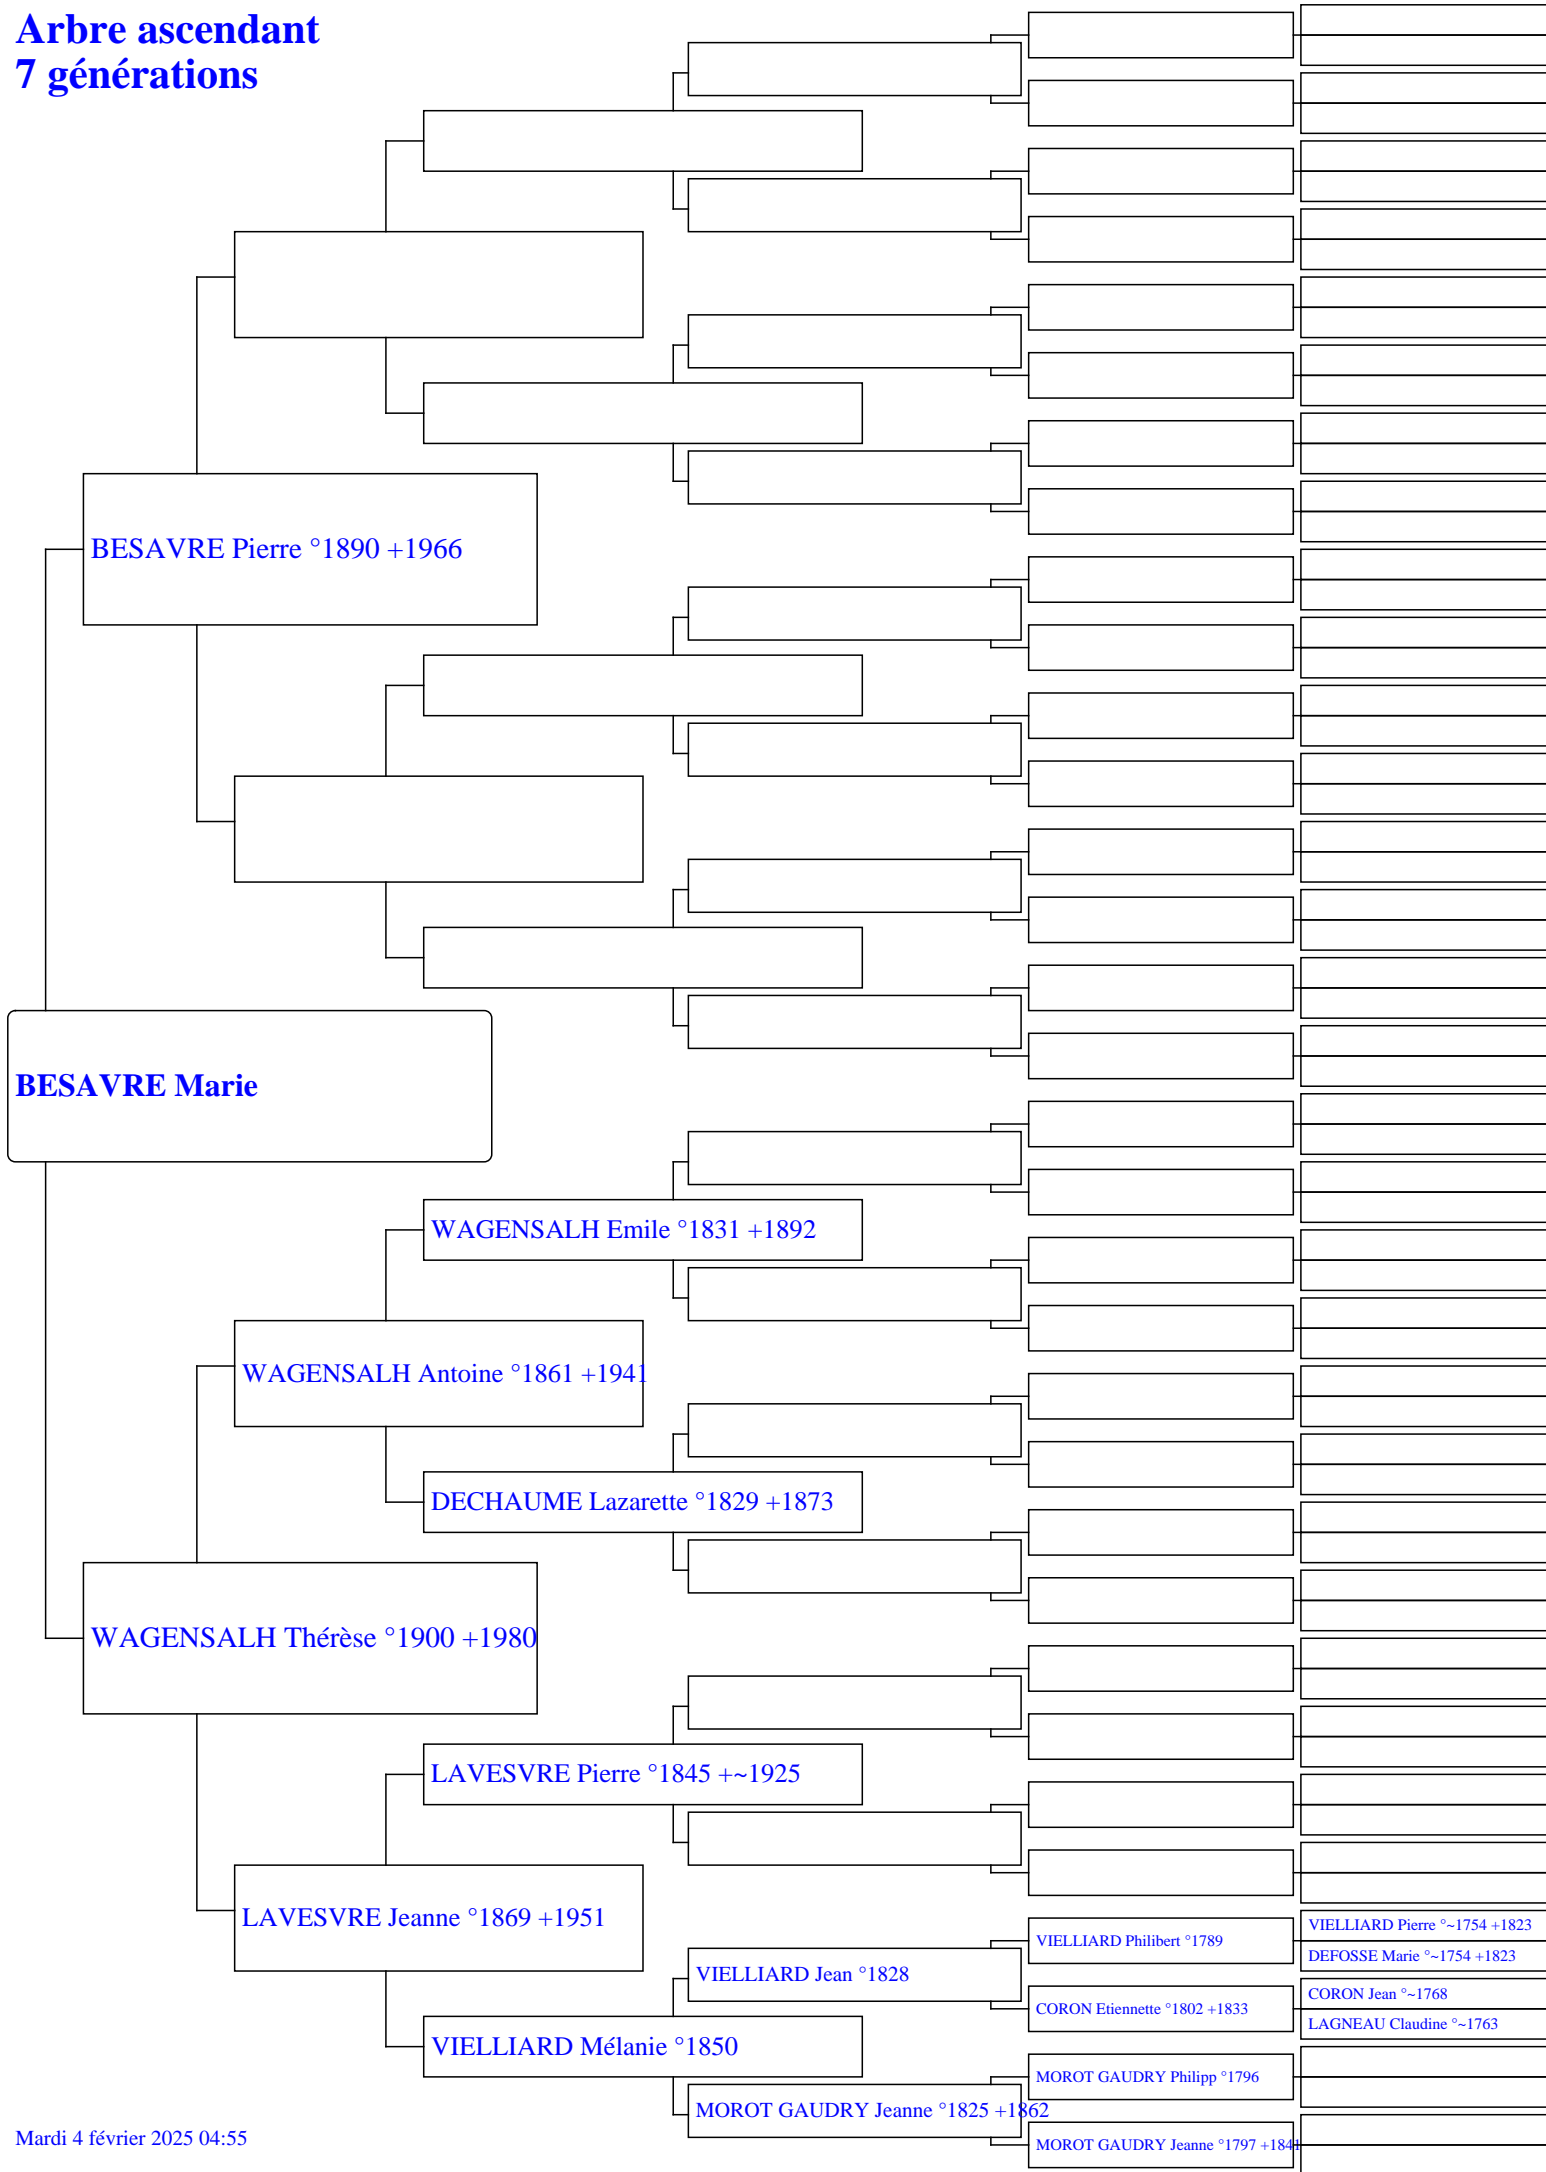 Arbre ascendant
7 générations
BESAVRE Pierre °1890 +1966
BESAVRE Marie
WAGENSALH Emile °1831 +1892
WAGENSALH Antoine °1861 +1941
DECHAUME Lazarette °1829 +1873
WAGENSALH Thérèse °1900 +1980
LAVESVRE Pierre °1845 +~1925
LAVESVRE Jeanne °1869 +1951
VIELLIARD Pierre °~1754 +1823
VIELLIARD Philibert °1789
DEFOSSE Marie °~1754 +1823
VIELLIARD Jean °1828
CORON Jean °~1768
CORON Etiennette °1802 +1833
LAGNEAU Claudine °~1763
VIELLIARD Mélanie °1850
MOROT GAUDRY Philipp °1796
MOROT GAUDRY Jeanne °1825 +1862
MOROT GAUDRY Jeanne °1797 +1841
Mardi 4 février 2025 04:55